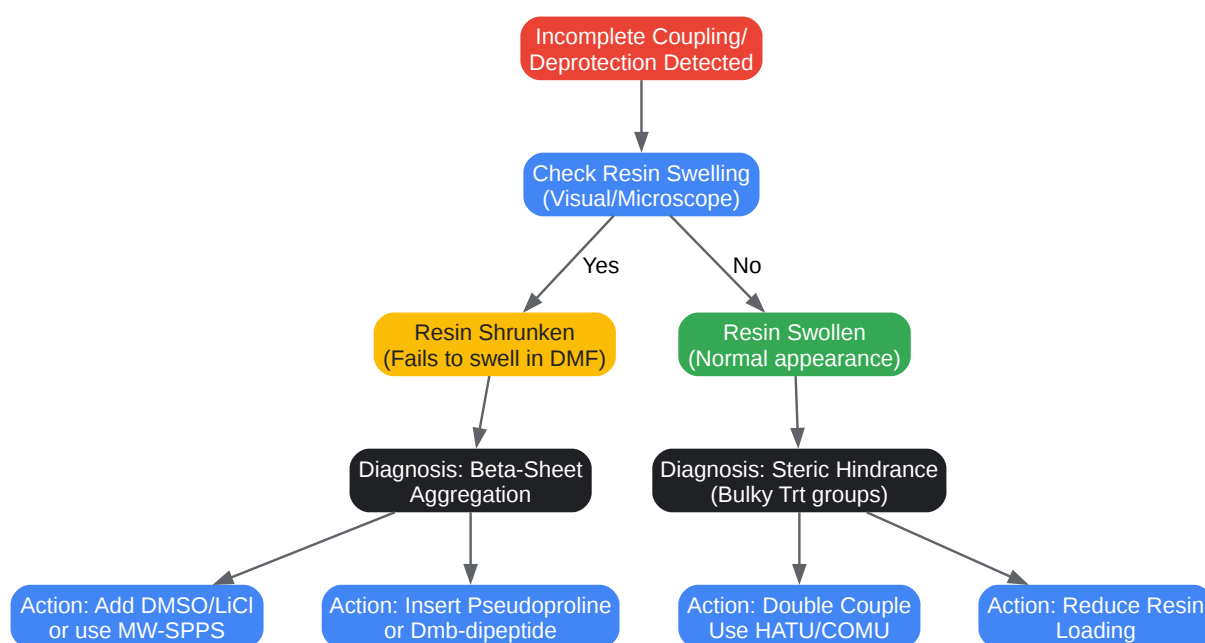 Incomplete Coupling/
Deprotection Detected
Check Resin Swelling
(Visual/Microscope)
Yes
No
Resin Shrunken
(Fails to swell in DMF)
Resin Swollen
(Normal appearance)
Diagnosis: Beta-Sheet
Aggregation
Diagnosis: Steric Hindrance
(Bulky Trt groups)
Action: Add DMSO/LiCl
or use MW-SPPS
Action: Insert Pseudoproline
or Dmb-dipeptide
Action: Double Couple
Use HATU/COMU
Action: Reduce Resin
Loading